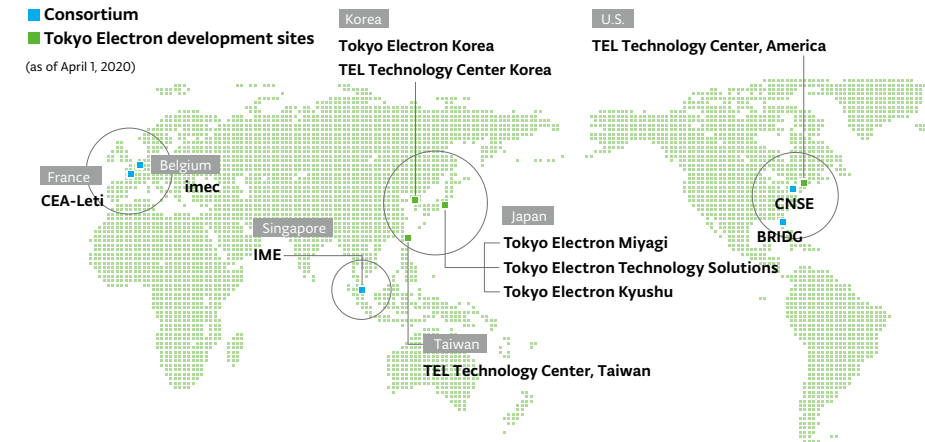 Consortium
Tokyo Electron development sites
(as of April 1, 2020)
Korea
Tokyo Electron Korea
TEL Technology Center Korea
U.S.
TEL Technology Center, America
France
CEA-Leti
Belgium
imec
Singapore
IME
Japan
Tokyo Electron Miyagi
Tokyo Electron Technology Solutions
Tokyo Electron Kyushu
CNSE
BRIDG
Taiwan
TEL Technology Center, Taiwan